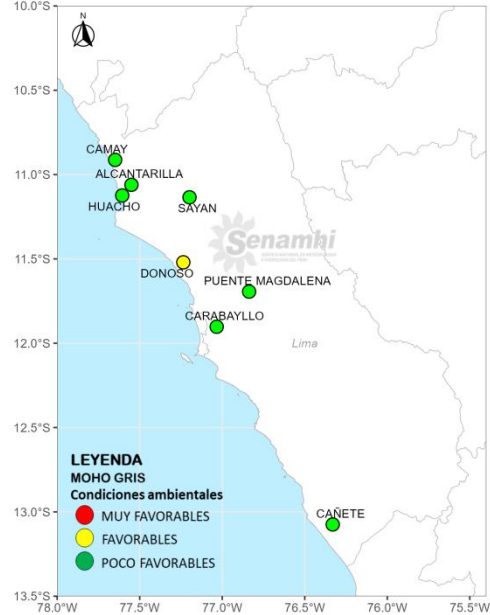 10.0°S
N
10.5°S
CAMAY
ALCANTARILLA
11.0°S
HUACHO
SAYAN
Senamhi
11.5°S
DONOSO
PUENTE MAGDALENA
CARABAYLLO
12.0°S
Lima
12.5°S
LEYENDA
MOHO GRIS
Condiciones ambientales
MUY FAVORABLES
FAVORABLES
POCO FAVORABLES
CAÑETE
13.0°S
13.5°S
78.0°W 77.5°W 77.0°W 76.5°W 76.0°W 75.5°W